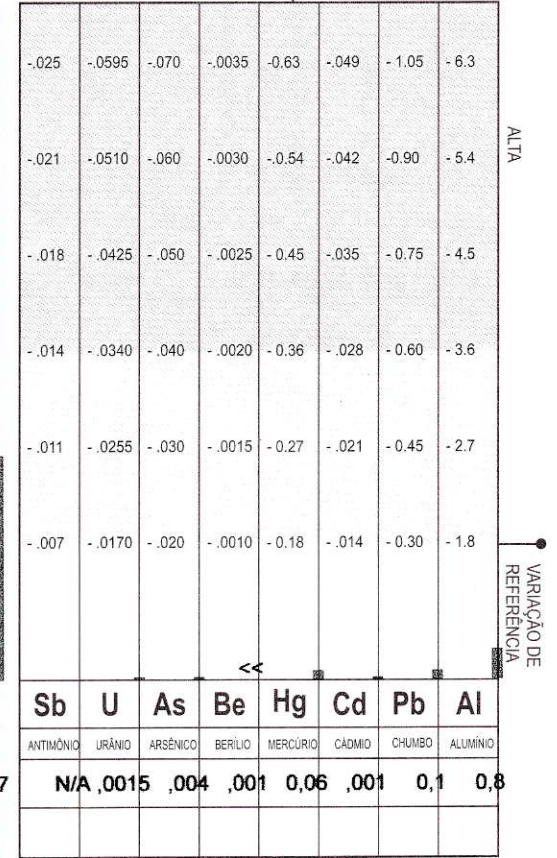 -.025 -.0595 -.070 -.0035 -0.63 -.049 - 1.05 - 6.3
ALTA
-.021 -.0510 -.060 -.0030 -0.54 -.042 -0.90 - 5.4
- .018 - .0425 - .050 - .0025 - 0.45 -.035 - 0.75 - 4.5
- .014 - .0340 - .040 - .0020 - 0.36 - .028 - 0.60 - 3.6
- .011 - .0255 - .030 - .0015 - 0.27 - .021 - 0.45 - 2.7
- .007 - .0170 - .020 - .0010 - 0.18 - .014 - 0.30 - 1.8
VARIAÇÃO DE
REFERÊNCIA
<<
Sb U As Be Hg Cd Pb Al
ANTIMÔNIO URÂNIO ARSÊNICO BERÍLIO MERCÚRIO CÁDMIO CHUMBO ALUMÍNIO
7 N/A ,0015 ,004 ,001 0,06 ,001 0,1 0,8